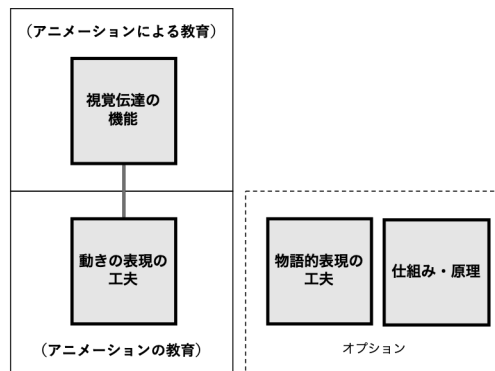 （アニメーションによる教育）
視覚伝達の
機能
動きの表現の
工夫
（アニメーションの教育）
物語的表現の
工夫
仕組み・原理
オプション